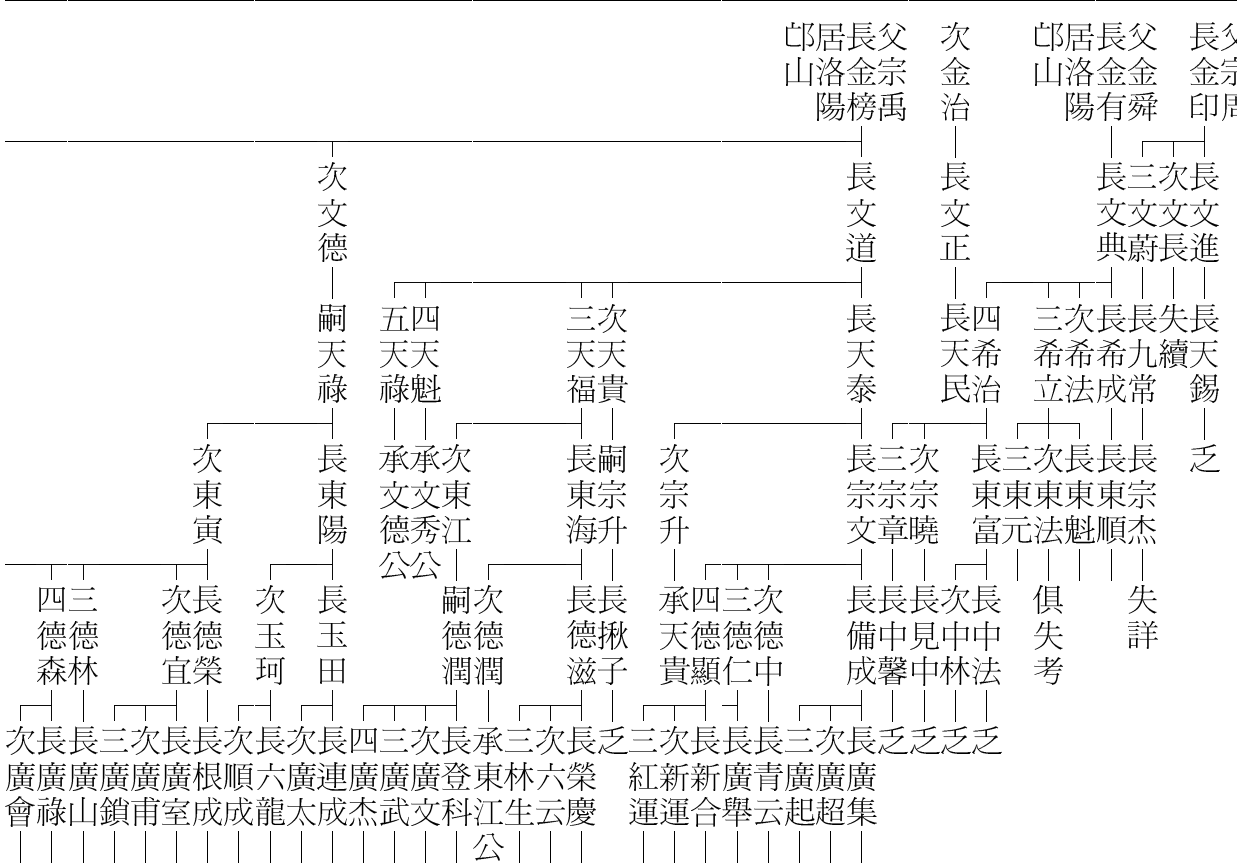 父宗周
長金印
父金舜
長金有
居洛陽
邙山
次金治
父宗禹
長金榜
居洛陽
邙山
長文進
次文長
三文蔚
長文典
長文正
長文道
次文德
長天錫
失續
長九常
長希成
次希法
三希立
四希治
長天民
長天泰
次天貴
三天福
四天魁
五天祿
嗣天祿
乏
長宗杰
長東順
長東魁
次東法
三東元
長東富
次宗曉
三宗章
長宗文
次宗升
嗣宗升
長東海
次東江
承文秀公
承文德公
長東陽
次東寅
失詳
俱失考
長中法
次中林
長見中
長中馨
長備成
次德中
三德仁
四德顯
承天貴
長揪子
長德滋
次德潤
嗣德潤
長玉田
次玉珂
長德榮
次德宜
三德林
四德森
乏
乏
乏
乏
長廣集
次廣超
三廣起
長青云
長廣舉
長新合
次新運
三紅運
乏
長榮慶
次六云
三林生
承東江公
長登科
次廣文
三廣武
四廣杰
長連成
次廣太
長六龍
次順成
長根成
長廣室
次廣甫
三廣鎖
長廣山
長廣祿
次廣會